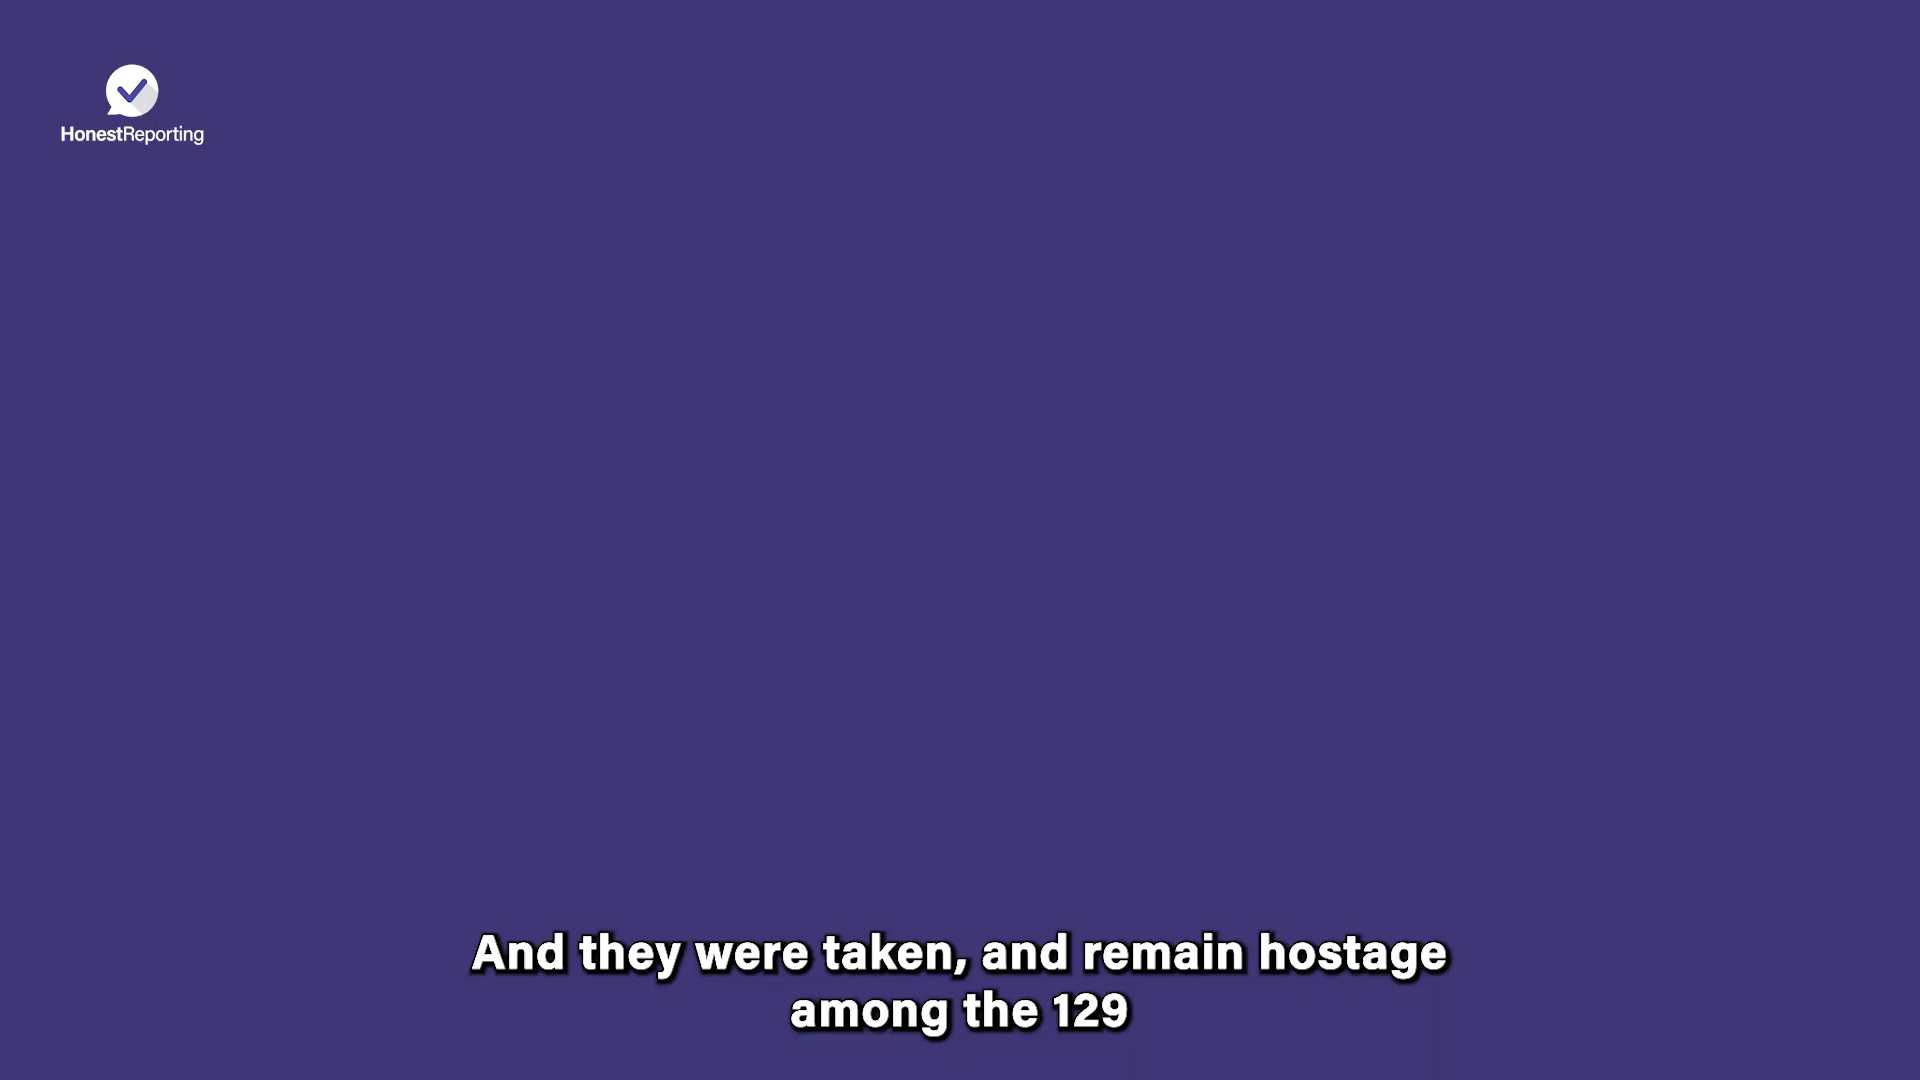 HonestReporting
And they were taken, and remain hostage
among the 129